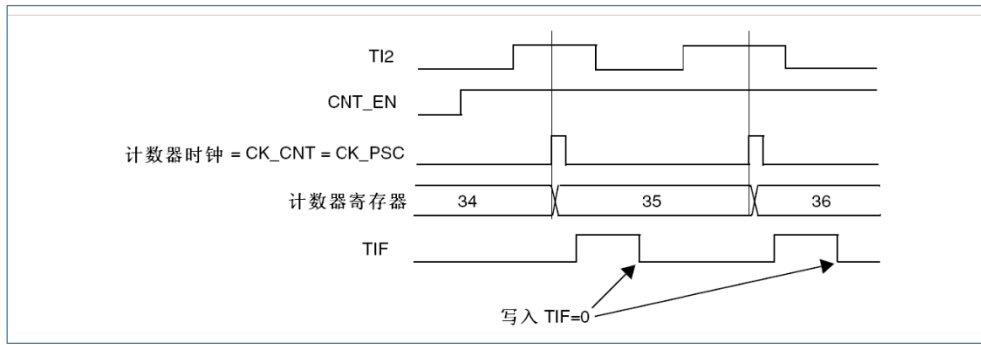 TI2
CNT_EN
计数器时钟 = CK_CNT = CK_PSC
计数器寄存器 34 35 36
TIF
写入 TIF=0